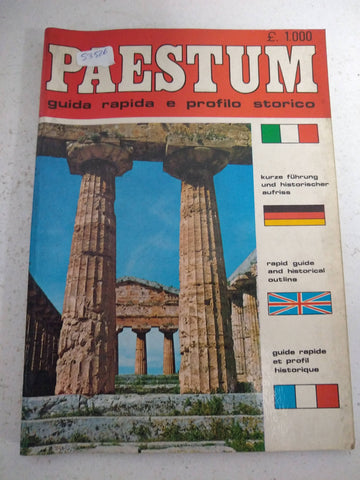 £. 1.000
PAESTUM
guida rapida e profilo storico
kurze führung
und historischer
aufriss
rapid guide
and historical
outline
guide rapide
et profil
historique